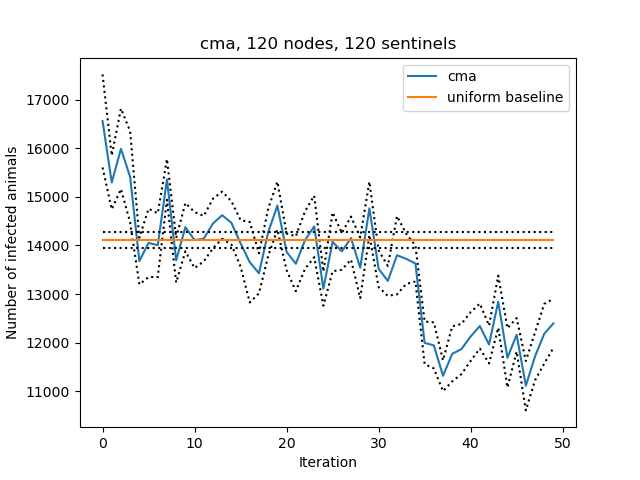 cma, 120 nodes, 120 sentinels
cma
uniform baseline
Number of infected animals
17000
16000
15000
14000
13000
12000
11000
0 10 20 30 40 50
Iteration